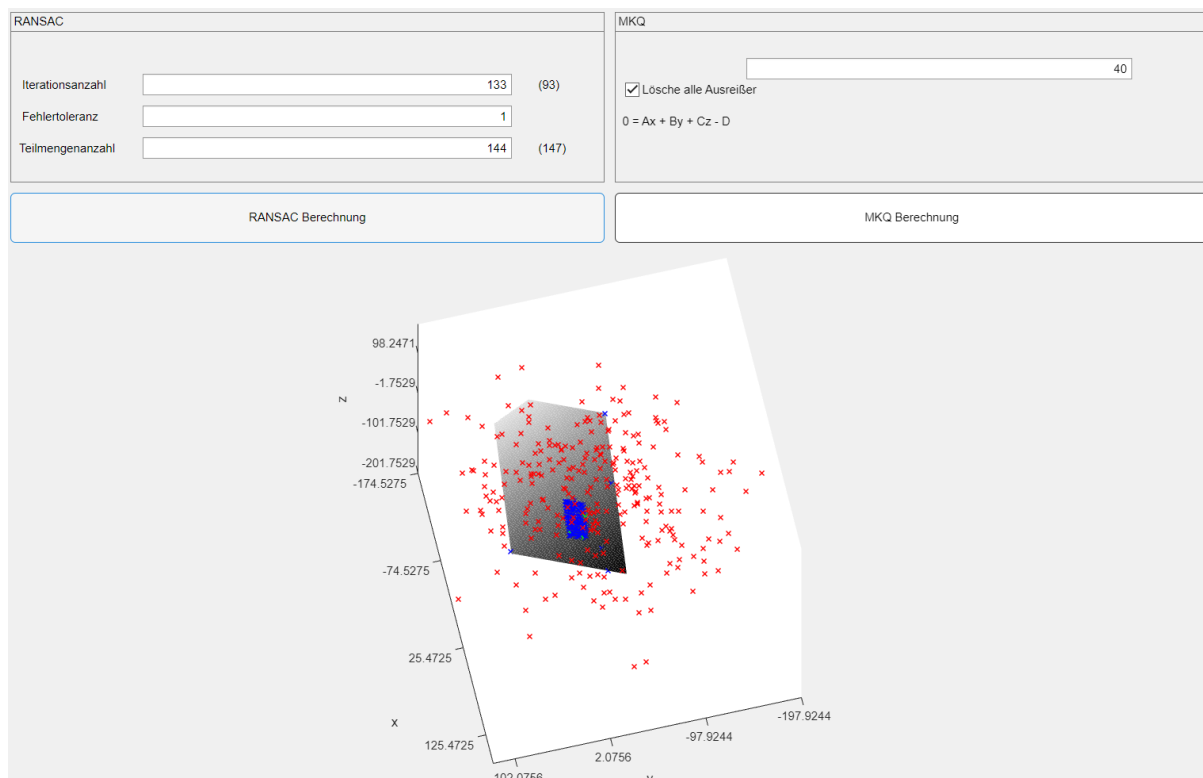 RANSAC
Iterationsanzahl 133 (93)
Fehlertoleranz 1
Teilmengenanzahl 144 (147)
RANSAC Berechnung
MKQ
40
Lösche alle Ausreißer
0 = Ax + By + Cz - D
MKQ Berechnung
98.2471
-1.7529
z
-101.7529
-201.7529
-174.5275
-74.5275
25.4725
x
125.4725
102.0756
2.0756
-97.9244
-197.9244